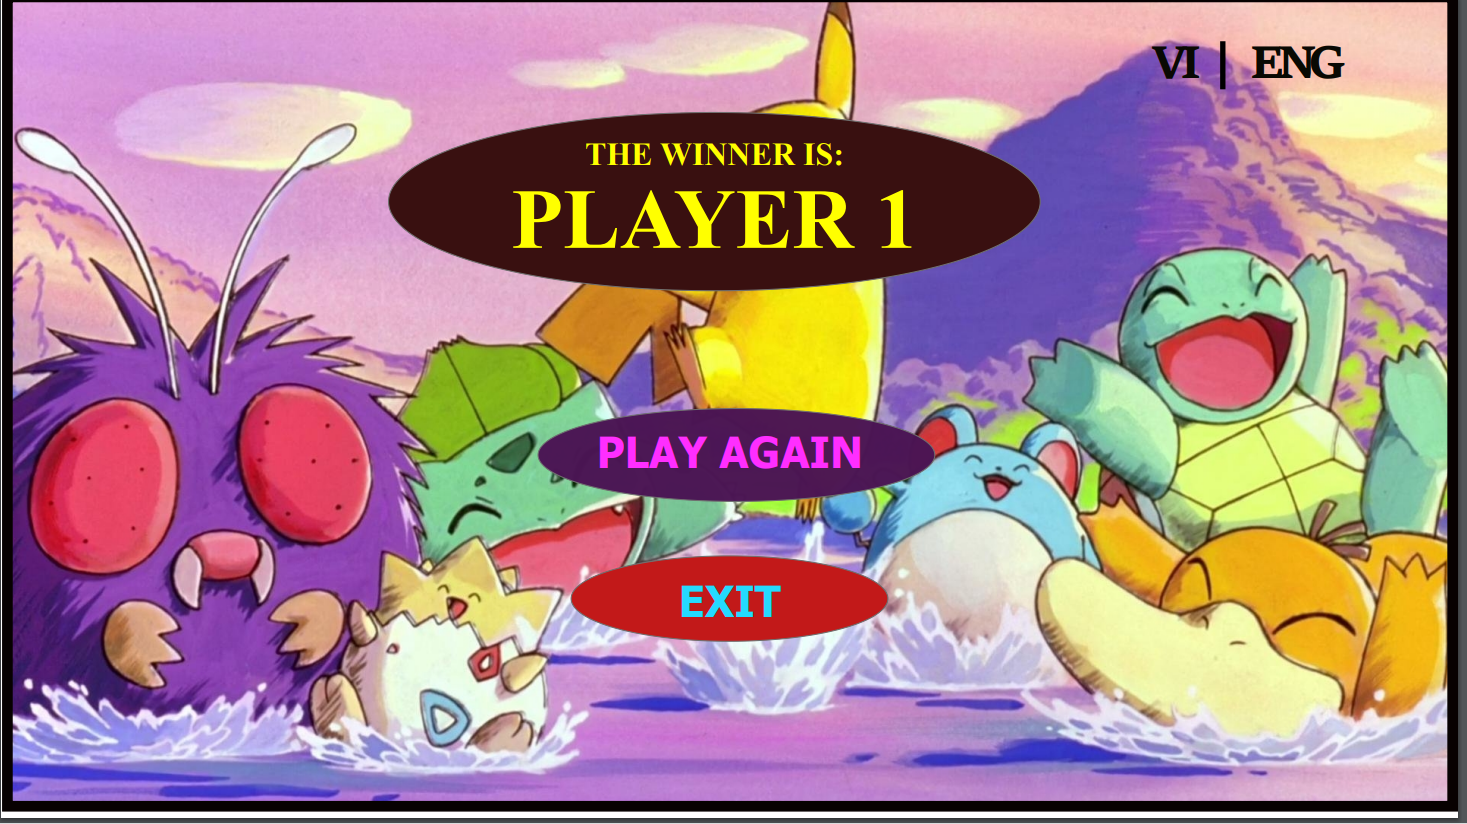 VI | ENG
THE WINNER IS:
PLAYER 1
PLAY AGAIN
EXIT